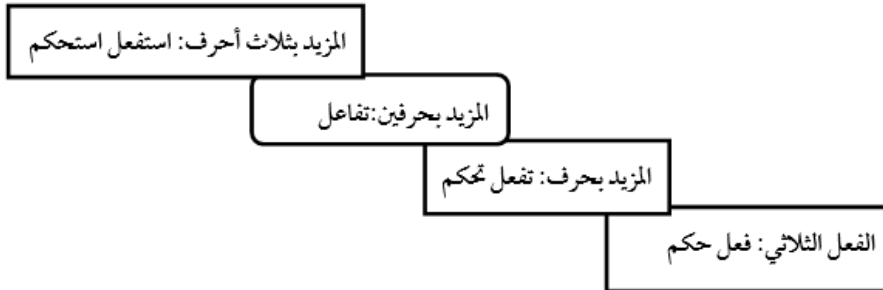 المزيد بثلاث أحرف: استفعل استحكم
المزيد بحرفين:تفاعل
المزيد بحرف: تفعل تحكم
الفعل الثلاثي: فعل حكم